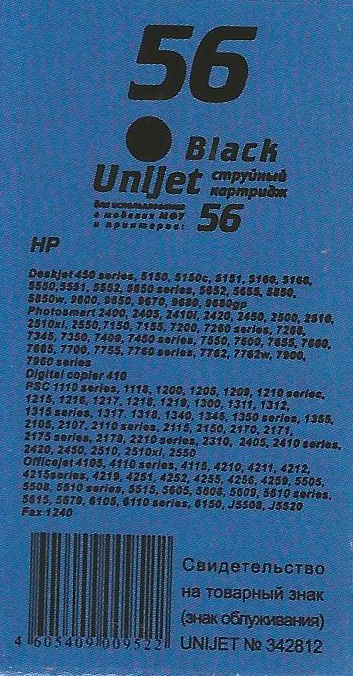 56
Black
UniJet струйный картридж
для использования
в моделях МФУ
и принтеров: 56
HP
Deskjet 450 series, 5150, 5150c, 5151, 5160, 5168,
5550,5551, 5552, 5650 series, 5652, 5655, 5850,
5850w, 9600, 9650, 9670, 9680, 9680gp
Photosmart 2400, 2405, 2410i, 2420, 2450, 2500, 2510,
2510xi, 2550,7150, 7155, 7200, 7260 series, 7268,
7345, 7350, 7400, 7450 series, 7550, 7600, 7655, 7660,
7665, 7700, 7755, 7760 series, 7762, 7762w, 7900,
7960 series
Digital copier 410
PSC 1110 series, 1118, 1200, 1205, 1209, 1210 series,
1215, 1216, 1217, 1218, 1219, 1300, 1311, 1312,
1315 series, 1317, 1318, 1340, 1345, 1350 series, 1355,
2105, 2107, 2110 series, 2115, 2150, 2170, 2171,
2175 series, 2179, 2210 series, 2310, 2405, 2410 series,
2420, 2450, 2510, 2510xi, 2550
Officejet 4105, 4110 series, 4115, 4210, 4211, 4212,
4215series, 4219, 4251, 4252, 4255, 4256, 4259, 5505,
5508, 5510 series, 5515, 5605, 5608, 5609, 5610 series,
5615, 5679, 6105, 6110 series, 6150, J5508, J5520
Fax 1240
Свидетельство
на товарный знак
(знак облуживания)
UNIJET № 342812
4 605409 009522